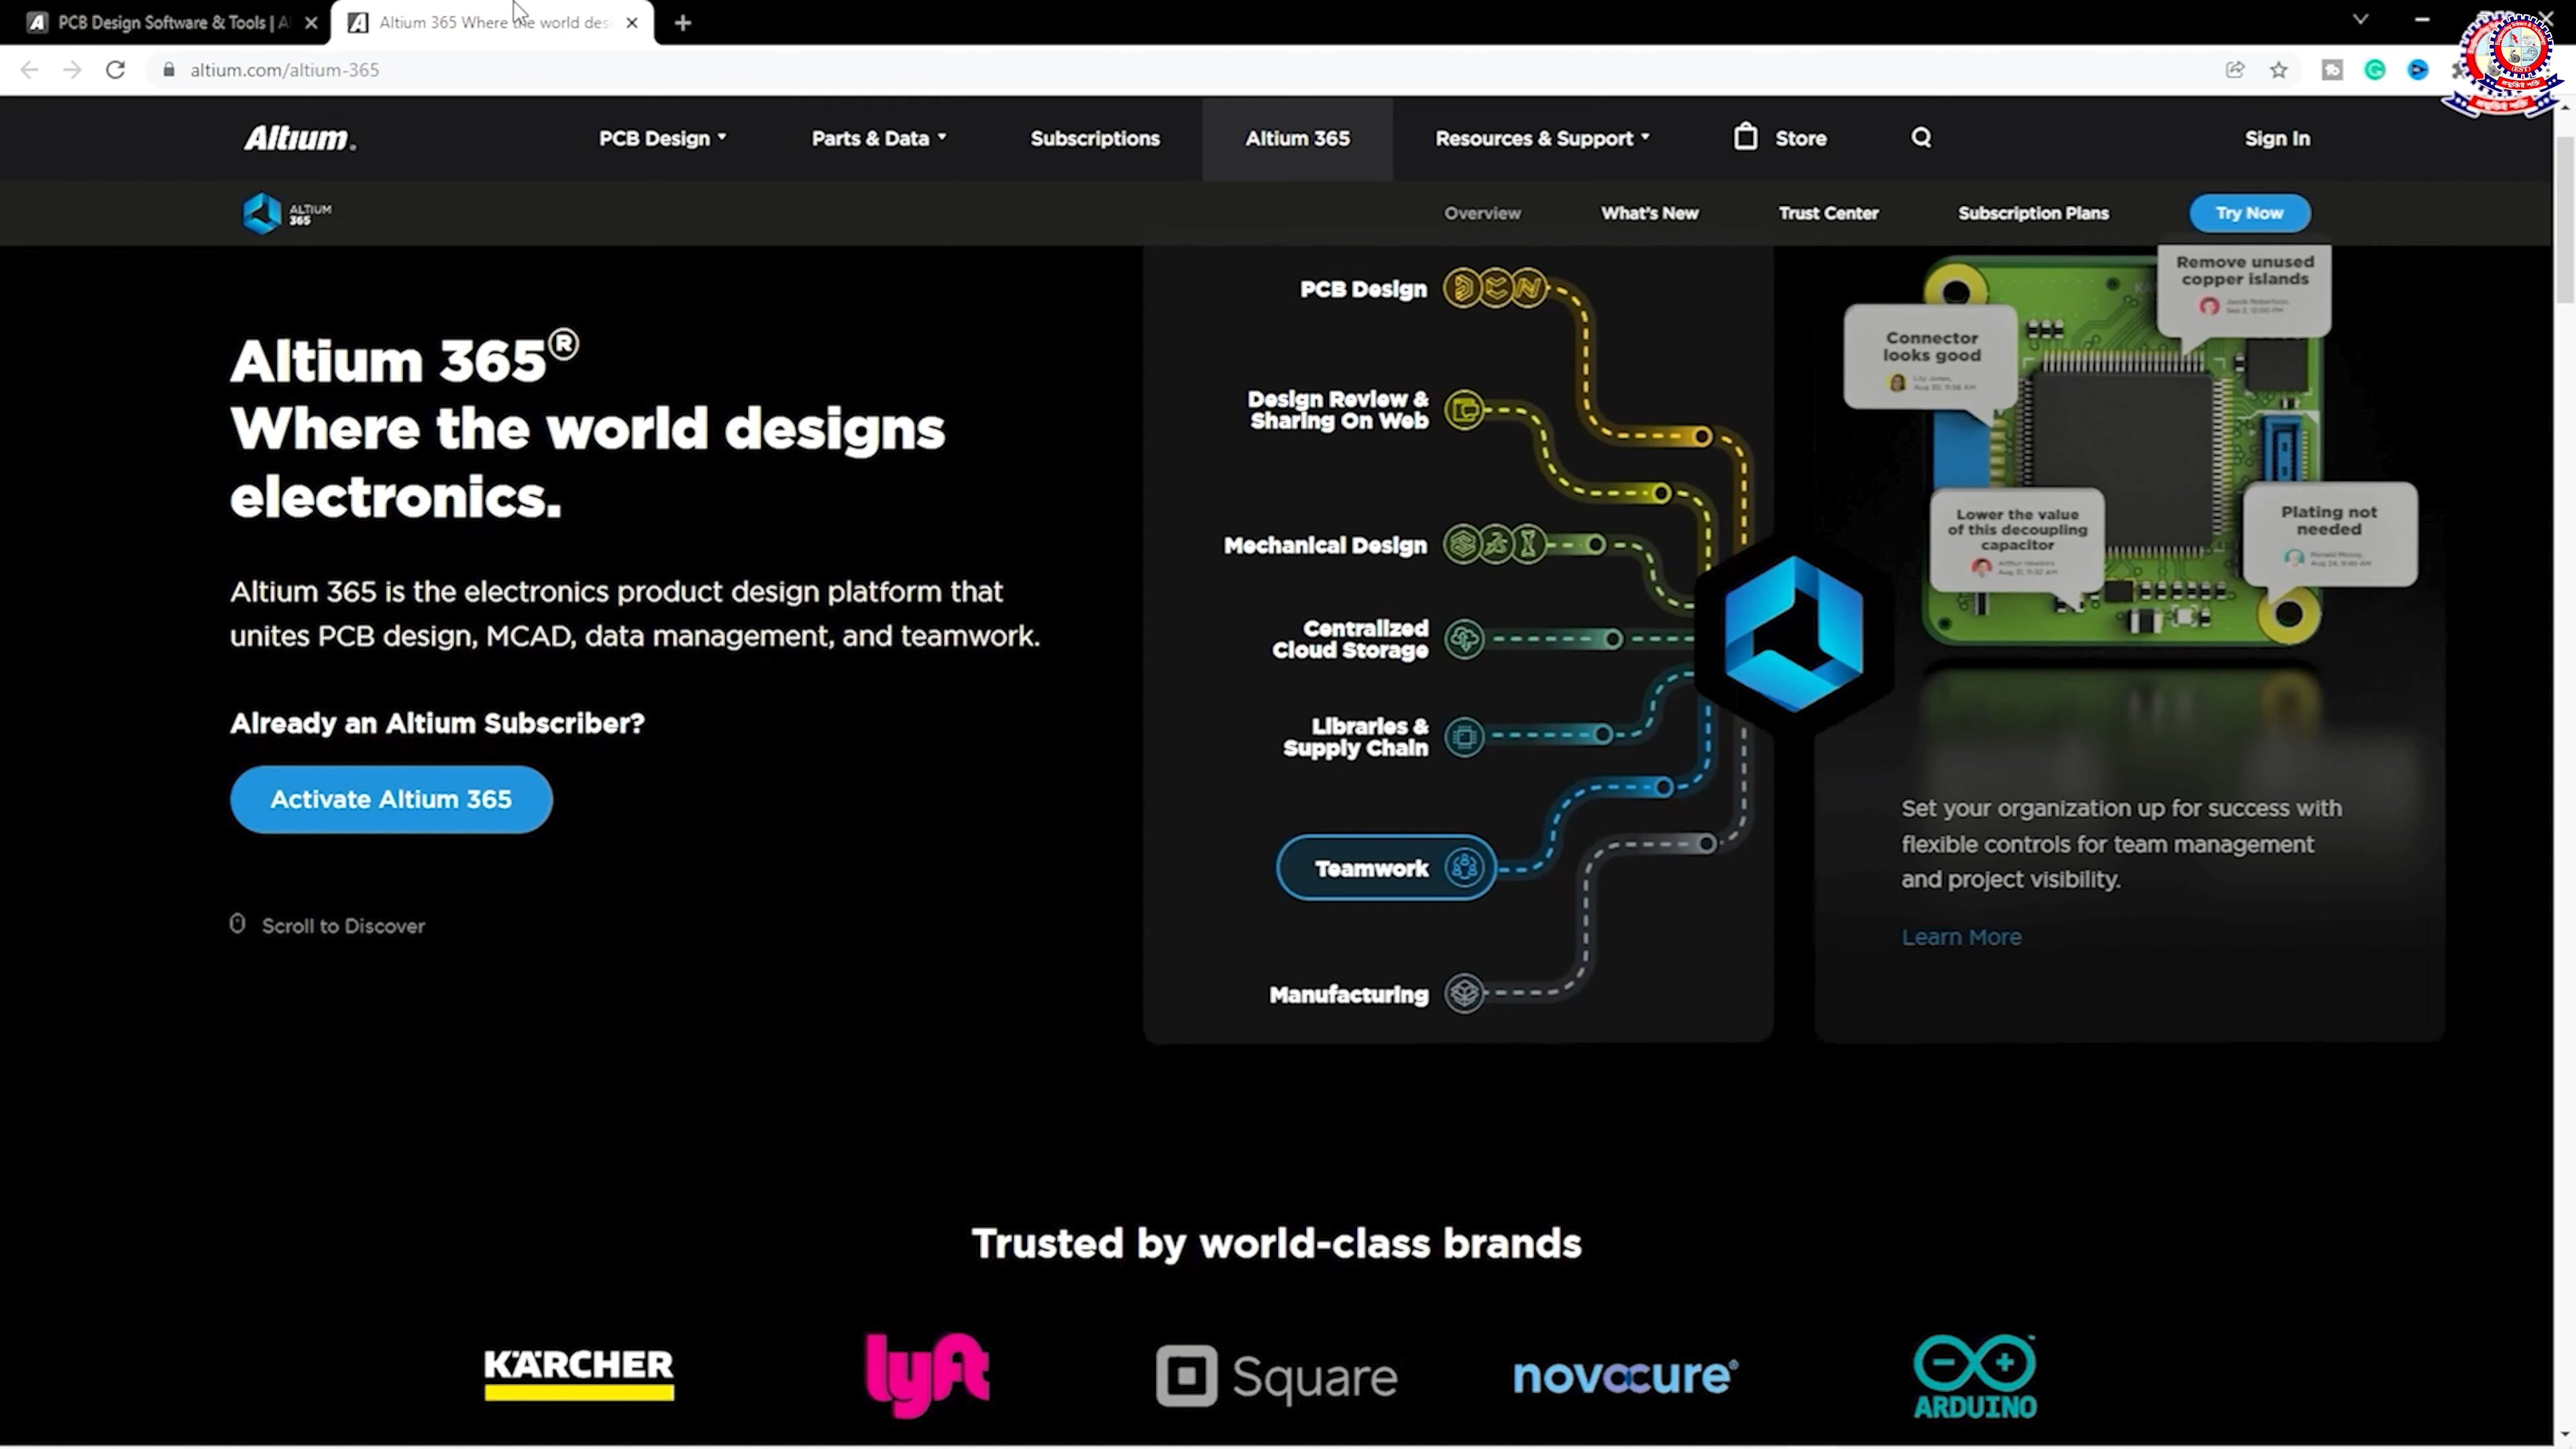 PCB Design Software & Tools | Al
Altium 365 Where the world des
altium.com/altium-365
Altium.
PCB Design
Parts & Data
Subscriptions
Altium 365
Resources & Support
Store
Sign In
ALTIUM
365
Overview
What's New
Trust Center
Subscription Plans
Try Now
Altium 365®
Where the world designs
electronics.
Altium 365 is the electronics product design platform that
unites PCB design, MCAD, data management, and teamwork.
Already an Altium Subscriber?
Activate Altium 365
Scroll to Discover
PCB Design
Design Review &
Sharing On Web
Mechanical Design
Centralized
Cloud Storage
Libraries &
Supply Chain
Teamwork
Manufacturing
Remove unused
copper islands
Connector
looks good
Lower the value
of this decoupling
capacitor
Plating not
needed
Set your organization up for success with
flexible controls for team management
and project visibility.
Learn More
Trusted by world-class brands
KÄRCHER
lyft
Square
novocure®
ARDUINO